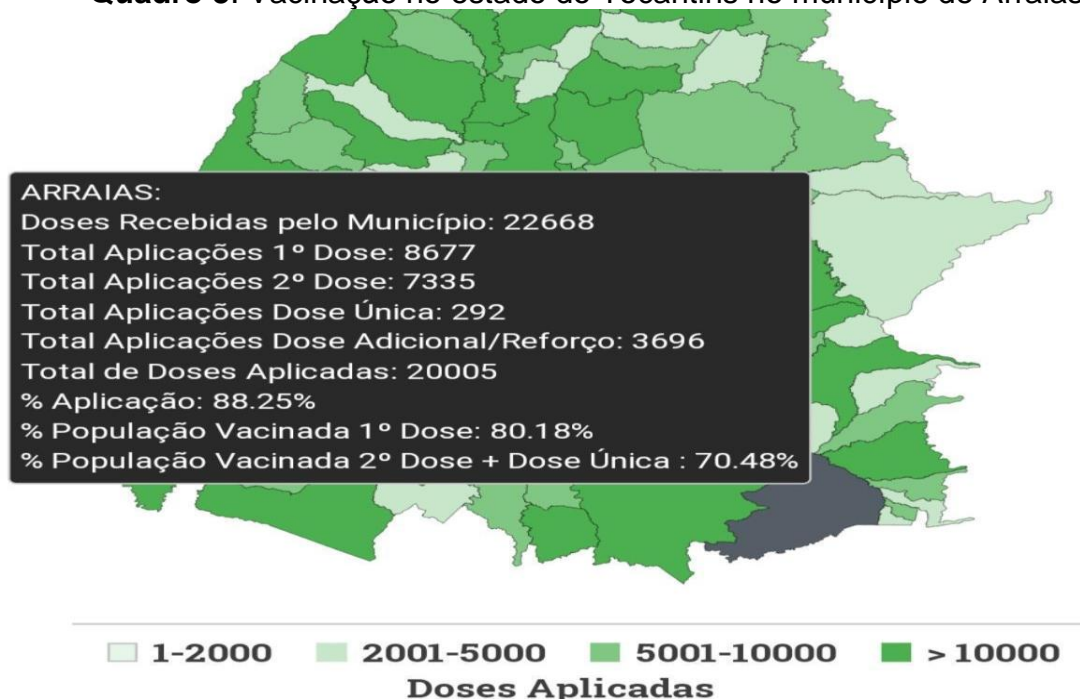 Vacinação no estado do Tocantins no município de Arraias
ARRAIAS:
Doses Recebidas pelo Município: 22668
Total Aplicações 1º Dose: 8677
Total Aplicações 2º Dose: 7335
Total Aplicações Dose Única: 292
Total Aplicações Dose Adicional/Reforço: 3696
Total de Doses Aplicadas: 20005
% Aplicação: 88.25%
% População Vacinada 1º Dose: 80.18%
% População Vacinada 2º Dose + Dose Única : 70.48%
1-2000 2001-5000 5001-10000 > 10000
Doses Aplicadas